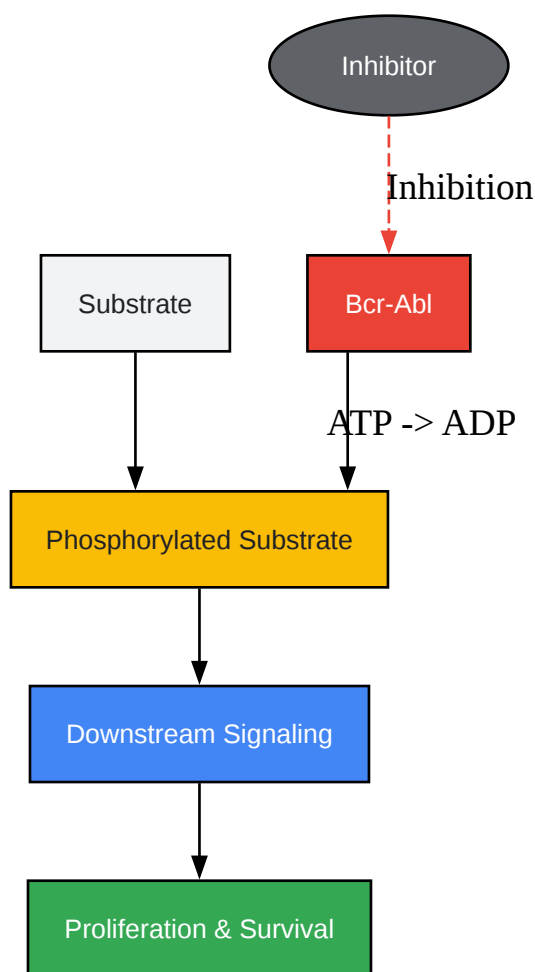 Inhibitor
Inhibition
Substrate
Bcr-Abl
ATP -> ADP
Phosphorylated Substrate
Downstream Signaling
Proliferation & Survival